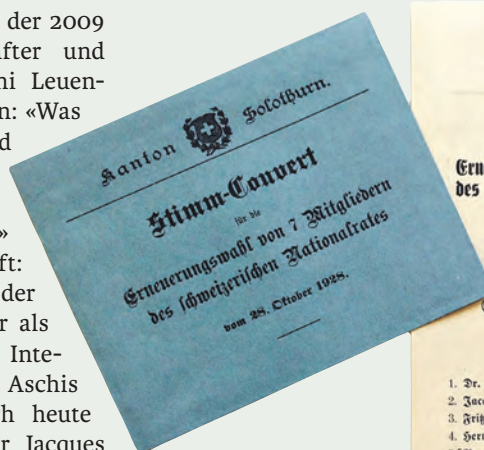 der 2009
ifter und
ni Leuen-
n: «Was
d
»
ft:
der
r als
Inte-
Aschis
h heute
r Jacques
Kanton Solothurn.
Stimm-Couvert
für die
Erneuerungswahl von 7 Mitgliedern
des schweizerischen Nationalrates
vom 28. Oktober 1928.
Ern
des
1. Dr.
2. Jac
3. Fritz
4. Her